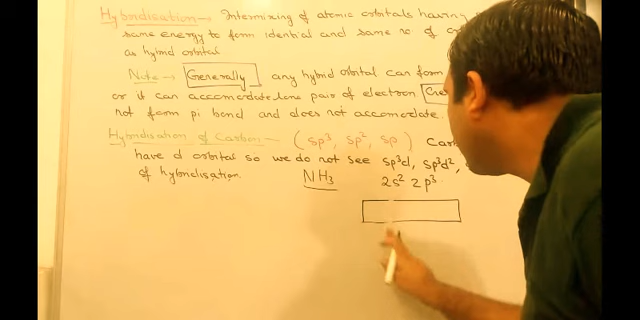 Hybridisation :- Intermixing of atomic orbitals having
same energy to form idential and same no of
as hybrid orbital
Note :- Generally any hybrid orbital can form
or it can accomodate lone pair of electron
not form pi bond and does not accomodate.
Hybridisation of Carbon :- (sp³, sp², sp)
have d orbital so we do not see sp³d, sp³d²,
of hybridisation. NH₃ 2s² 2p³